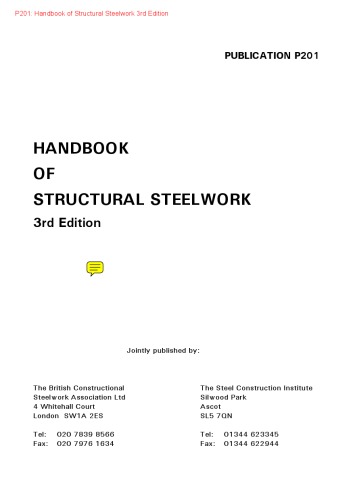 P201: Handbook of Structural Steelwork 3rd Edition
PUBLICATION P201
HANDBOOK
OF
STRUCTURAL STEELWORK
3rd Edition
Jointly published by:
The British Constructional
Steelwork Association Ltd
4 Whitehall Court
London SW1A 2ES
Tel: 020 7839 8566
Fax: 020 7976 1634
The Steel Construction Institute
Silwood Park
Ascot
SL5 7QN
Tel: 01344 623345
Fax: 01344 622944